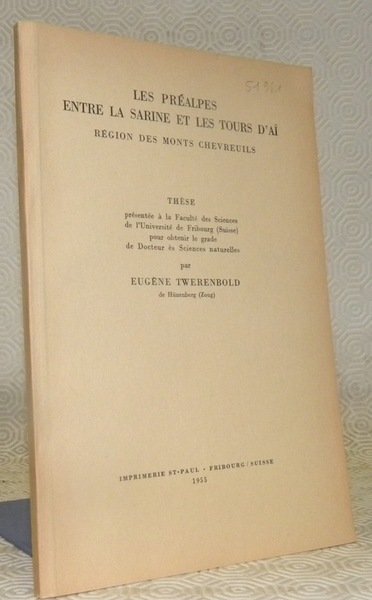 51961
LES PRÉALPES
ENTRE LA SARINE ET LES TOURS D'AÏ
RÉGION DES MONTS CHEVREUILS
THÈSE
présentée à la Faculté des Sciences
de l'Université de Fribourg (Suisse)
pour obtenir le grade
de Docteur ès Sciences naturelles
par
EUGÈNE TWERENBOLD
de Hünenberg (Zoug)
IMPRIMERIE ST-PAUL - FRIBOURG / SUISSE
1955